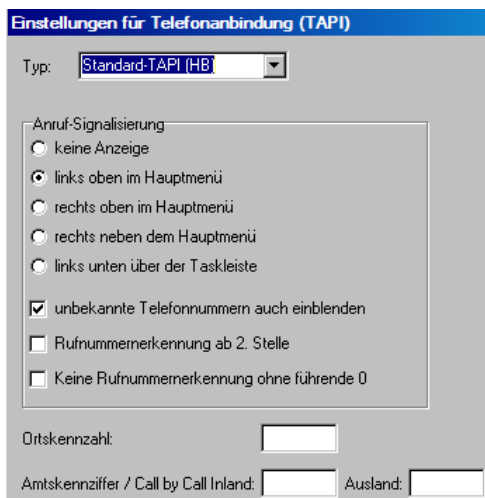 Einstellungen für Telefonanbindung (TAPI)
Typ: Standard-TAPI (HB)
Anruf-Signalisierung
keine Anzeige
links oben im Hauptmenü
rechts oben im Hauptmenü
rechts neben dem Hauptmenü
links unten über der Taskleiste
unbekannte Telefonnummern auch einblenden
Rufnummernerkennung ab 2. Stelle
Keine Rufnummernerkennung ohne führende 0
Ortskennzahl:
Amtskennziffer / Call by Call Inland: Ausland: